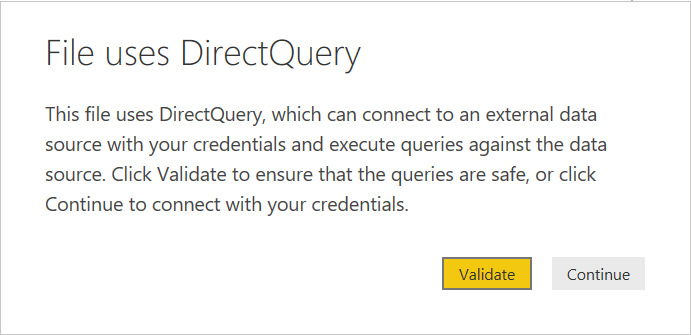 File uses DirectQuery
This file uses DirectQuery, which can connect to an external data
source with your credentials and execute queries against the data
source. Click Validate to ensure that the queries are safe, or click
Continue to connect with your credentials.
Validate
Continue